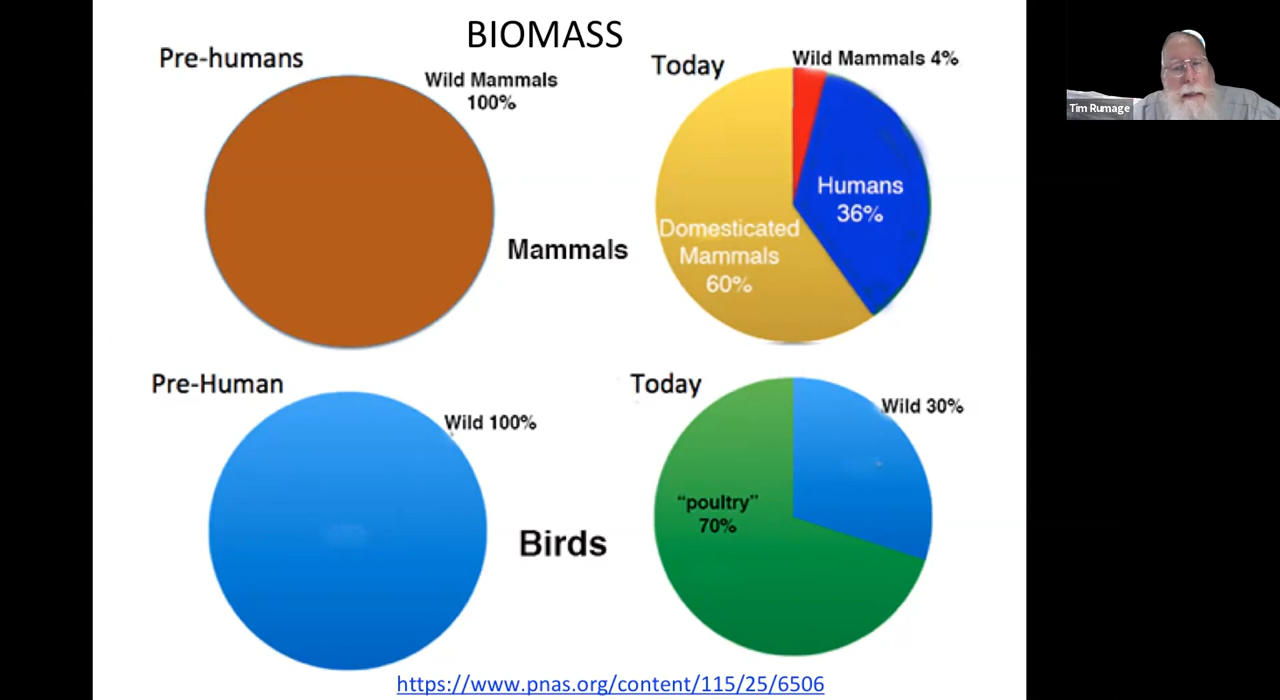 BIOMASS
Pre-humans
Wild Mammals
100%
Today
Wild Mammals 4%
Humans
36%
Domesticated
Mammals
60%
Mammals
Pre-Human
Wild 100%
Today
Wild 30%
“poultry”
70%
Birds
https://www.pnas.org/content/115/25/6506
Tim Rumage